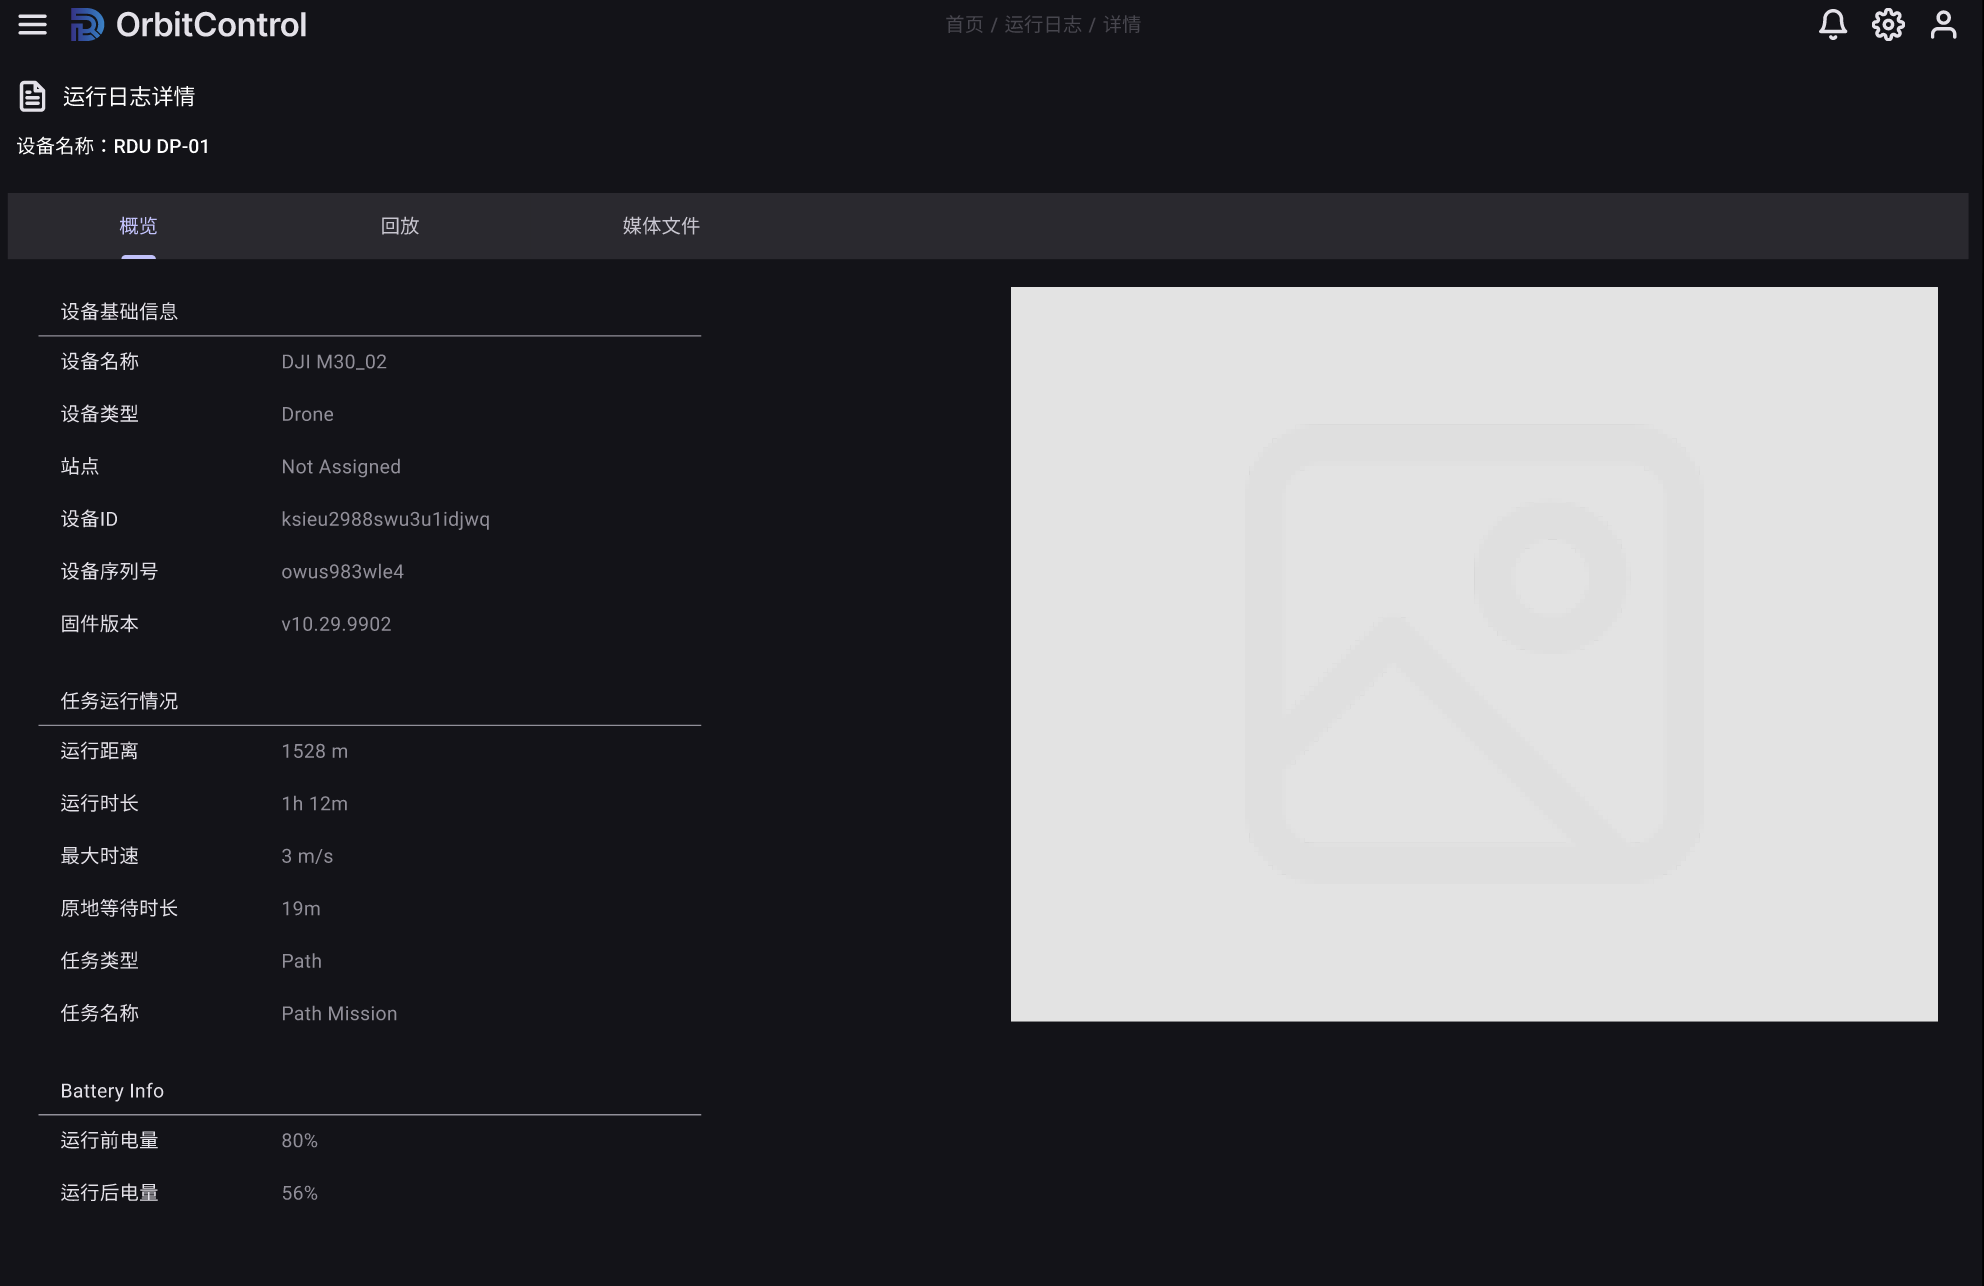 OrbitControl
首页 / 运行日志 / 详情
运行日志详情
设备名称：RDU DP-01
概览 回放 媒体文件
设备基础信息
设备名称 DJI M30_02
设备类型 Drone
站点 Not Assigned
设备ID ksieu2988swu3u1idjwq
设备序列号 owus983wle4
固件版本 v10.29.9902
任务运行情况
运行距离 1528 m
运行时长 1h 12m
最大时速 3 m/s
原地等待时长 19m
任务类型 Path
任务名称 Path Mission
Battery Info
运行前电量 80%
运行后电量 56%